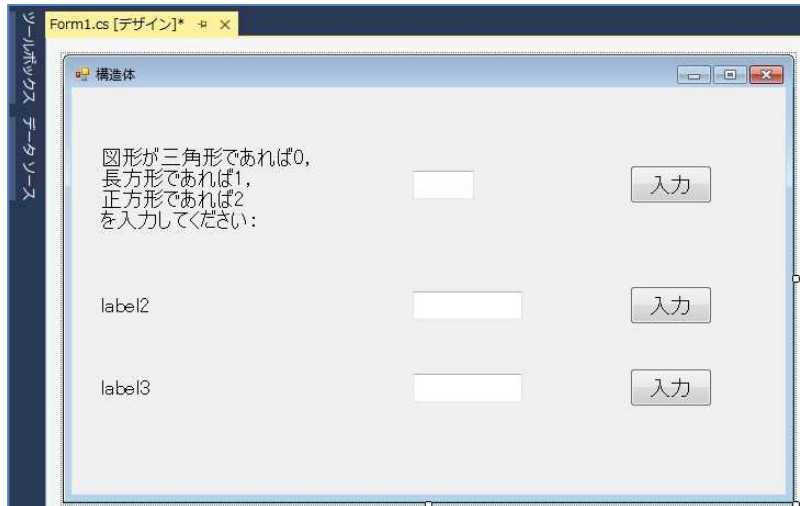 Form1.cs [デザイン]*
ツールボックス データ ソース
構造体
図形が三角形であれば0,
長方形であれば1,
正方形であれば2
を入力してください:
入力
label2
入力
label3
入力